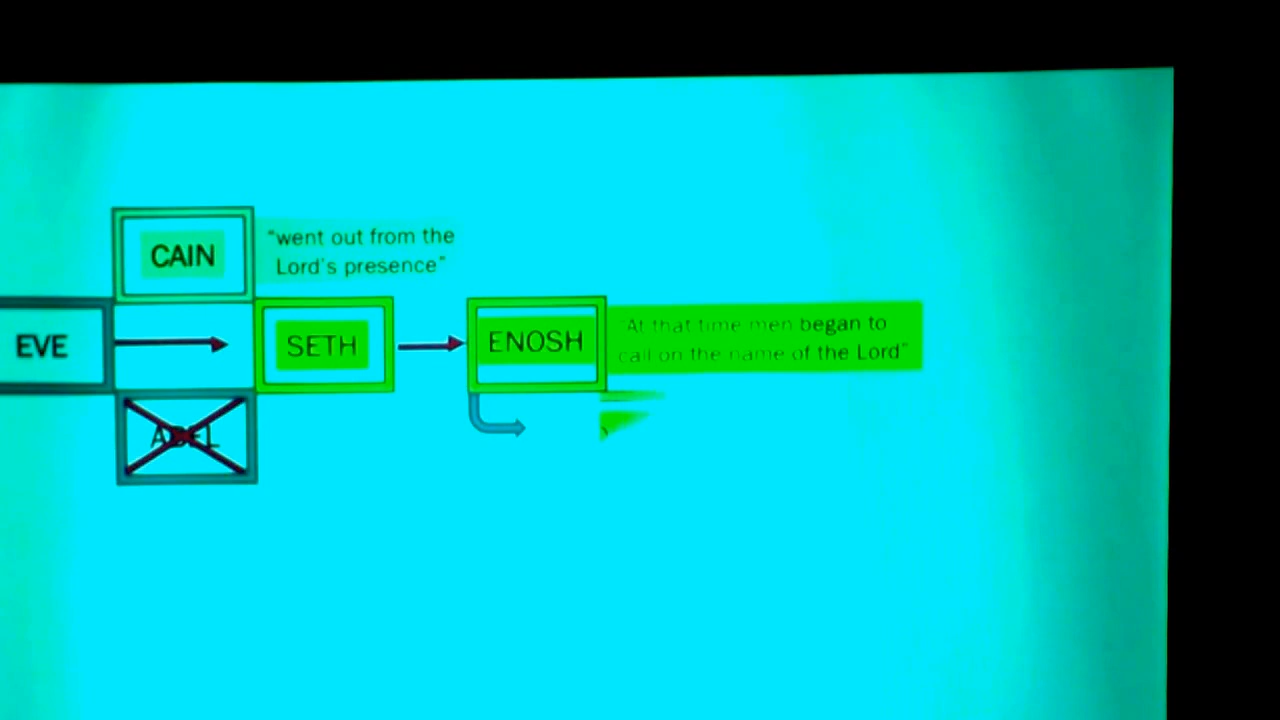 CAIN
"went out from the
Lord's presence"
EVE
SETH
ENOSH
"At that time men began to
call on the name of the Lord"
ABEL